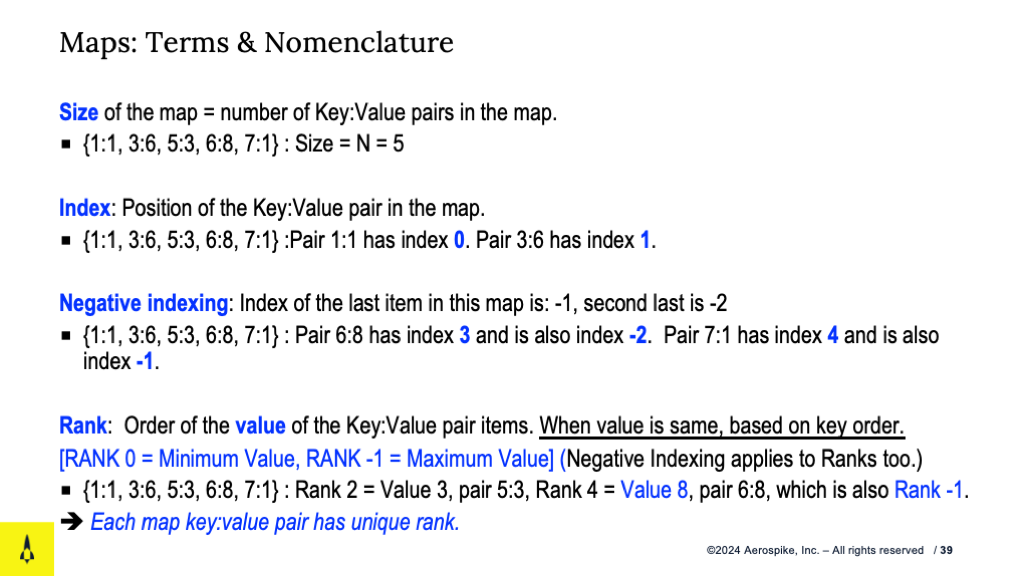 Maps: Terms & Nomenclature
Size of the map = number of Key:Value pairs in the map.
▪ {1:1, 3:6, 5:3, 6:8, 7:1} : Size = N = 5
Index: Position of the Key:Value pair in the map.
▪ {1:1, 3:6, 5:3, 6:8, 7:1} :Pair 1:1 has index 0. Pair 3:6 has index 1.
Negative indexing: Index of the last item in this map is: -1, second last is -2
▪ {1:1, 3:6, 5:3, 6:8, 7:1} : Pair 6:8 has index 3 and is also index -2.  Pair 7:1 has index 4 and is also
index -1.
Rank:  Order of the value of the Key:Value pair items. When value is same, based on key order.
[RANK 0 = Minimum Value, RANK -1 = Maximum Value] (Negative Indexing applies to Ranks too.)
▪ {1:1, 3:6, 5:3, 6:8, 7:1} : Rank 2 = Value 3, pair 5:3, Rank 4 = Value 8, pair 6:8, which is also Rank -1.
➔ Each map key:value pair has unique rank.
©2024 Aerospike, Inc. – All rights reserved / 39